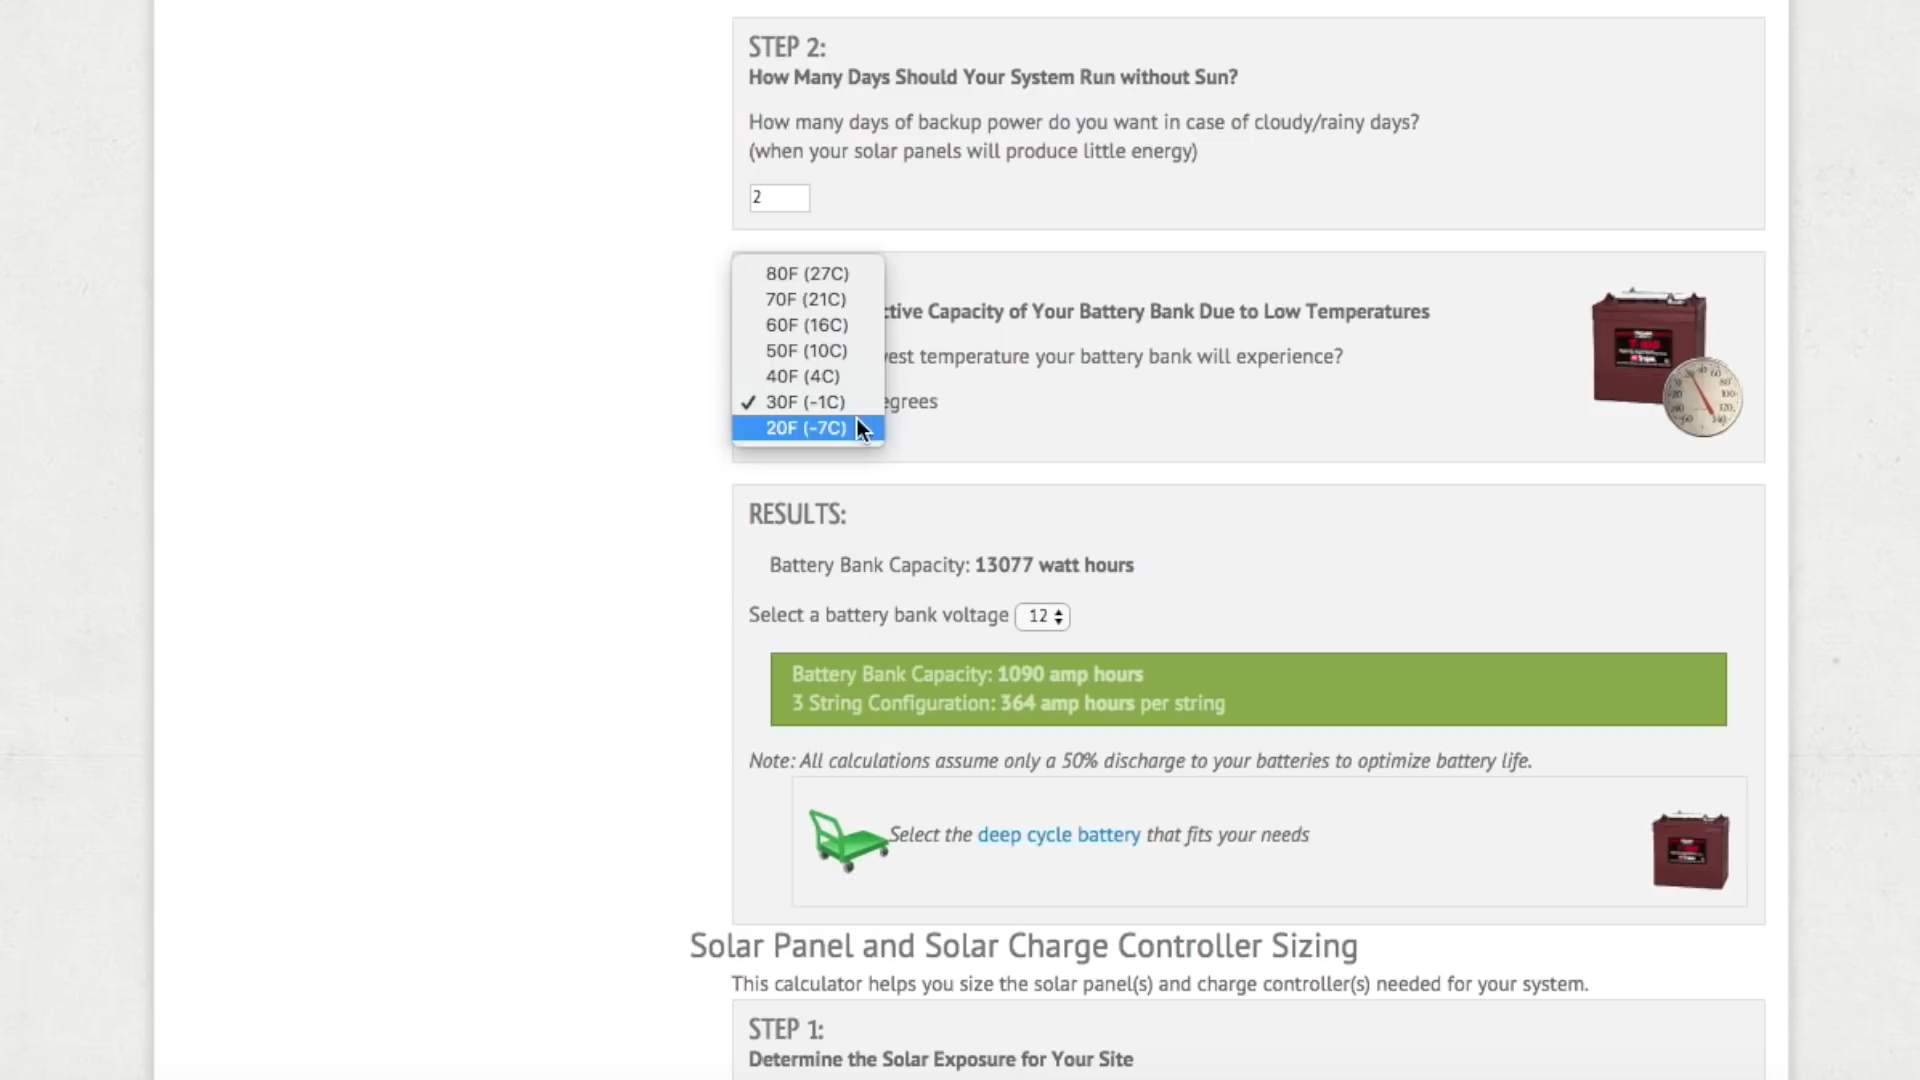 STEP 2:
How Many Days Should Your System Run without Sun?
How many days of backup power do you want in case of cloudy/rainy days?
(when your solar panels will produce little energy)
2
80F (27C)
70F (21C)
60F (16C)
50F (10C)
40F (4C)
✓ 30F (-1C)
20F (-7C)
ctive Capacity of Your Battery Bank Due to Low Temperatures
vest temperature your battery bank will experience?
egrees
RESULTS:
Battery Bank Capacity: 13077 watt hours
Select a battery bank voltage 12
Battery Bank Capacity: 1090 amp hours
3 String Configuration: 364 amp hours per string
Note: All calculations assume only a 50% discharge to your batteries to optimize battery life.
Select the deep cycle battery that fits your needs
Solar Panel and Solar Charge Controller Sizing
This calculator helps you size the solar panel(s) and charge controller(s) needed for your system.
STEP 1:
Determine the Solar Exposure for Your Site